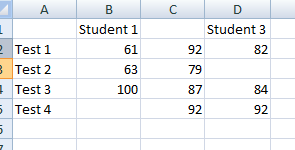 A B C D
1 Student 1 Student 3
2 Test 1 61 92 82
3 Test 2 63 79
4 Test 3 100 87 84
5 Test 4 92 92